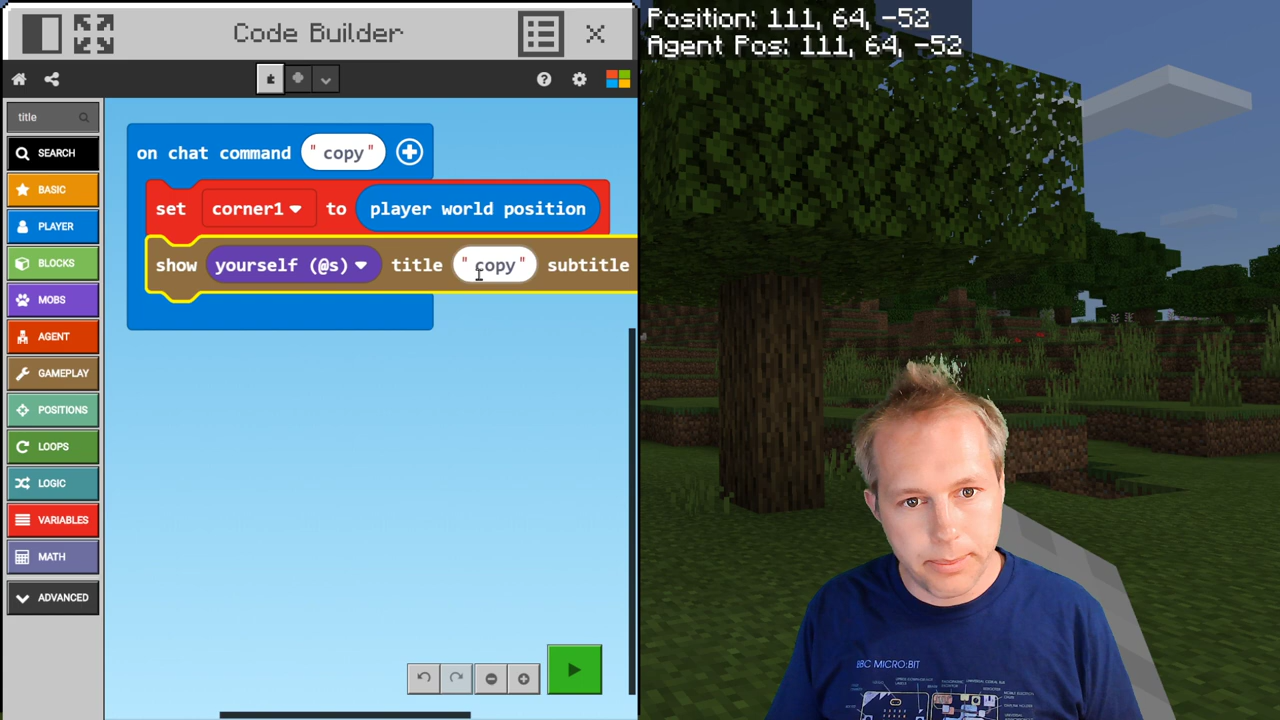 Code Builder
Position: 111, 64, −52
Agent Pos: 111, 64, −52
title
SEARCH
BASIC
PLAYER
BLOCKS
MOBS
AGENT
GAMEPLAY
POSITIONS
LOOPS
LOGIC
VARIABLES
MATH
ADVANCED
on chat command "copy"
set corner1 to player world position
show yourself (@s) title "copy" subtitle
BBC MICRO:BIT